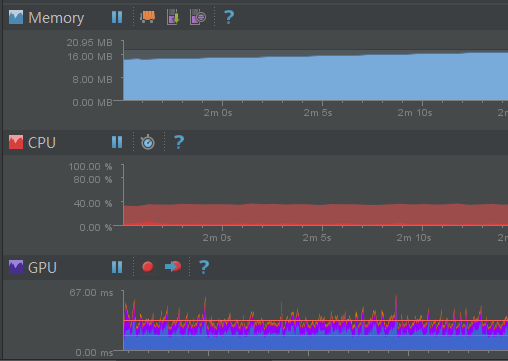 Memory ?
20.95 MB
16.00 MB
8.00 MB
0.00 MB
2m 0s 2m 5s 2m 10s 2m
CPU ?
100.00 %
80.00 %
40.00 %
0.00 %
2m 0s 2m 5s 2m 10s 2
GPU ?
67.00 ms
0.00 ms